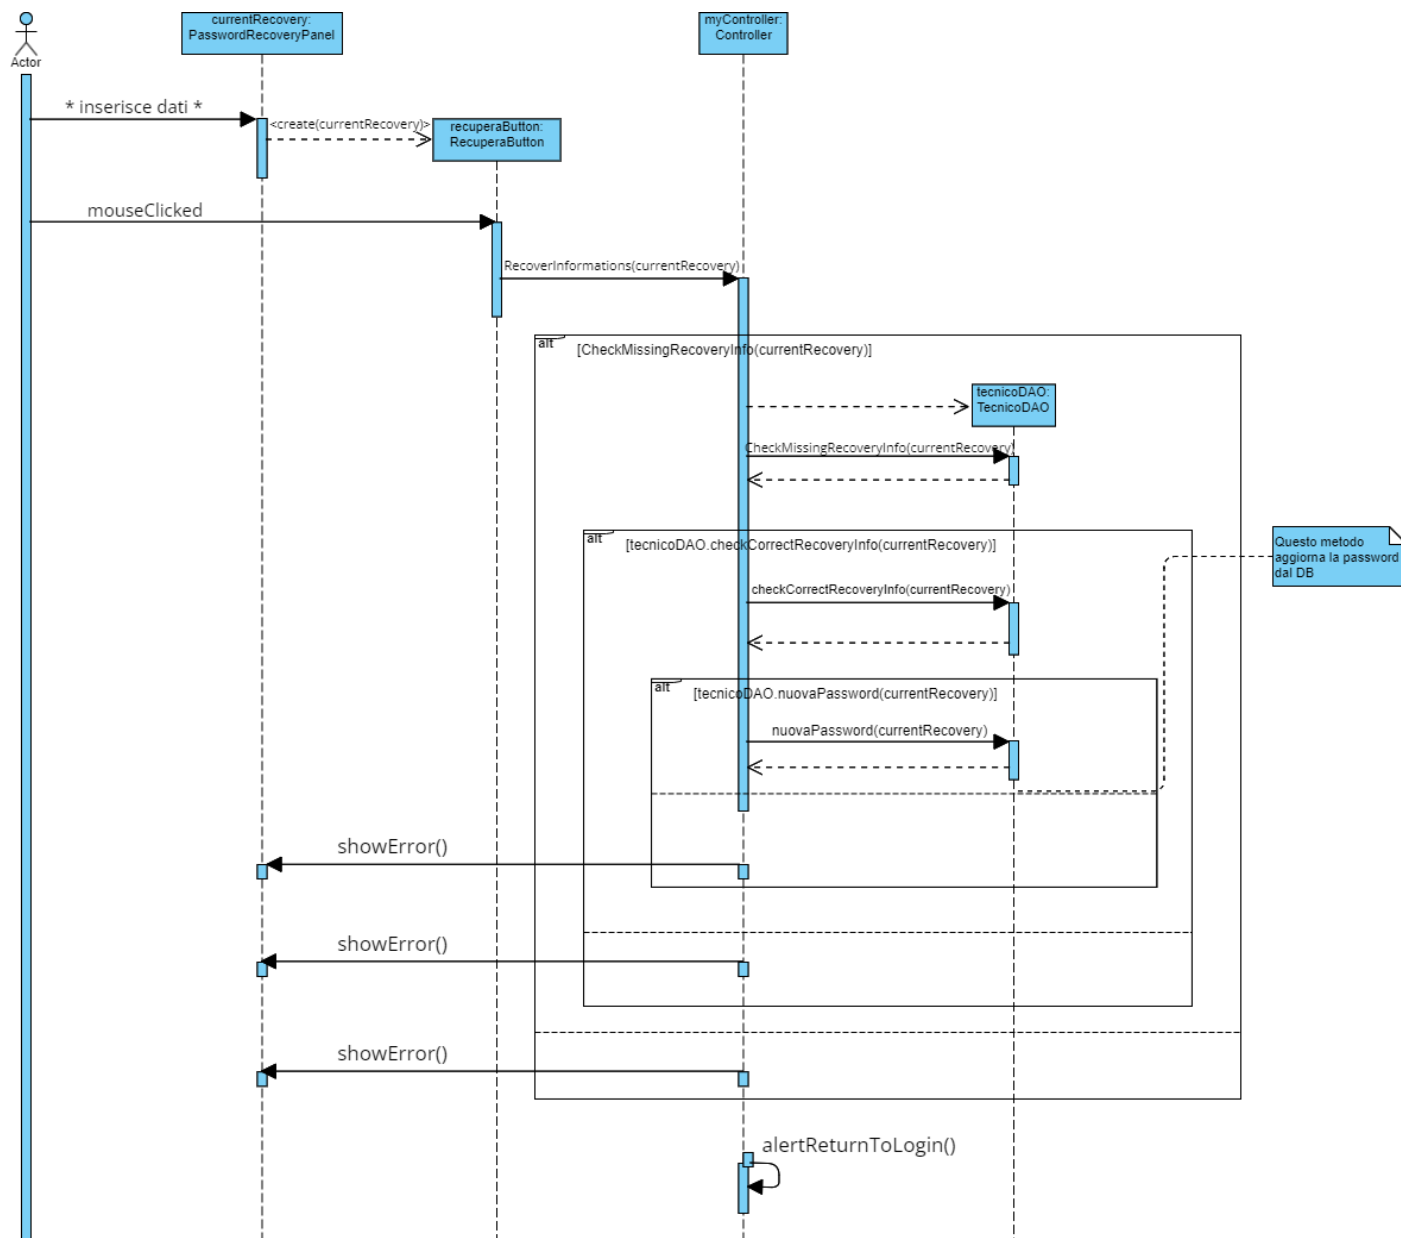 currentRecovery:
PasswordRecoveryPanel
myController:
Controller
Actor
* inserisce dati *
<create(currentRecovery)>
recuperaButton:
RecuperaButton
mouseClicked
RecoverInformations(currentRecovery)
alt
[CheckMissingRecoveryInfo(currentRecovery)]
tecnicoDAO:
TecnicoDAO
CheckMissingRecoveryInfo(currentRecovery)
alt
[tecnicoDAO.checkCorrectRecoveryInfo(currentRecovery)]
Questo metodo
aggiorna la password
dal DB
checkCorrectRecoveryInfo(currentRecovery)
alt
[tecnicoDAO.nuovaPassword(currentRecovery)]
nuovaPassword(currentRecovery)
showError()
showError()
showError()
alertReturnToLogin()